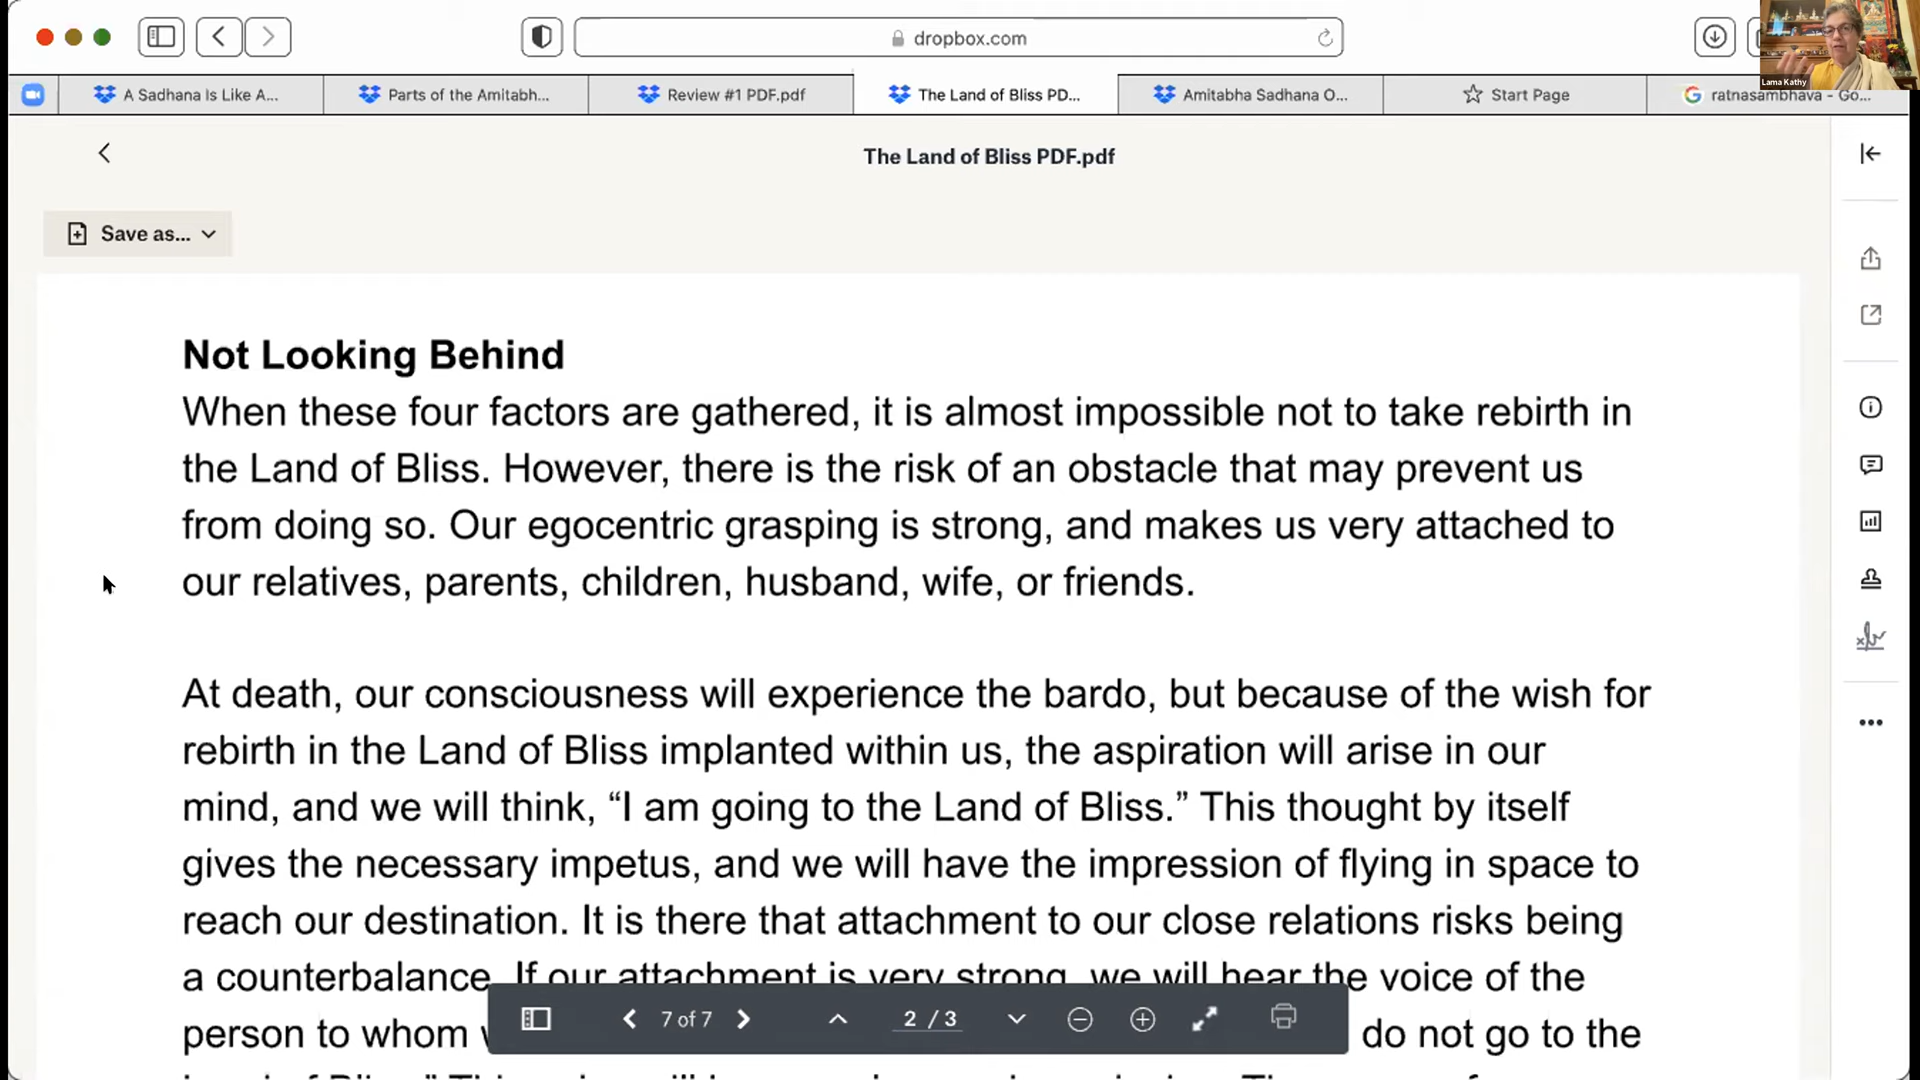 dropbox.com
Lama Kathy
A Sadhana Is Like A...
Parts of the Amitabh...
Review #1 PDF.pdf
The Land of Bliss PD...
Amitabha Sadhana O...
Start Page
G ratnasambhava - Go...
The Land of Bliss PDF.pdf
Save as...
Not Looking Behind
When these four factors are gathered, it is almost impossible not to take rebirth in
the Land of Bliss. However, there is the risk of an obstacle that may prevent us
from doing so. Our egocentric grasping is strong, and makes us very attached to
our relatives, parents, children, husband, wife, or friends.
At death, our consciousness will experience the bardo, but because of the wish for
rebirth in the Land of Bliss implanted within us, the aspiration will arise in our
mind, and we will think, “I am going to the Land of Bliss.” This thought by itself
gives the necessary impetus, and we will have the impression of flying in space to
reach our destination. It is there that attachment to our close relations risks being
a counterbalance. If our attachment is very strong, we will hear the voice of the
person to whom do not go to the
7 of 7
2 / 3